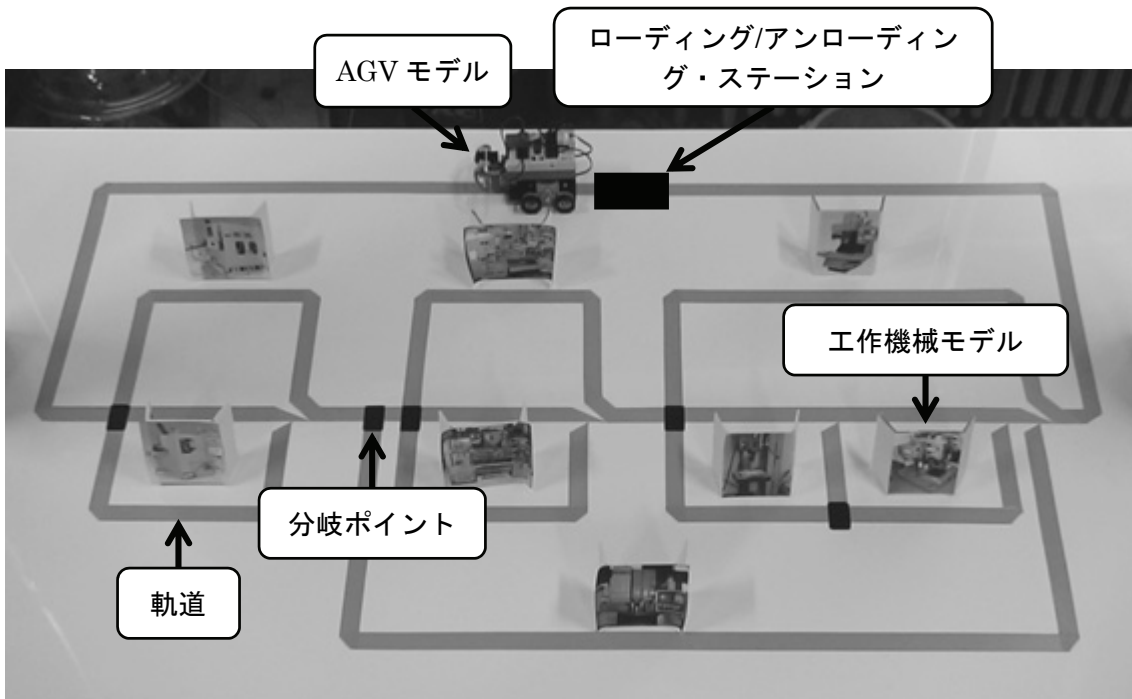 AGV モデル
ローディング/アンローディン
グ・ステーション
工作機械モデル
分岐ポイント
軌道